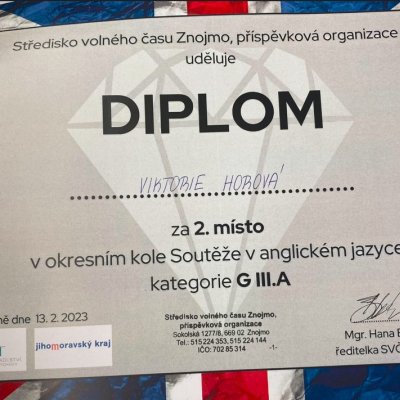 Středisko volného času Znojmo, příspěvková organizace
uděluje
DIPLOM
VIKTORIE HOROVÁ
za 2. místo
v okresním kole Soutěže v anglickém jazyce
kategorie G III.A
ě dne 13. 2. 2023
Středisko volného času Znojmo,
příspěvková organizace
Sokolská 1277/8, 669 02 Znojmo
Tel.: 515 224 353, 515 224 144
IČO: 702 85 314 -1-
jihomoravský kraj
Mgr. Hana
ředitelka SVČ